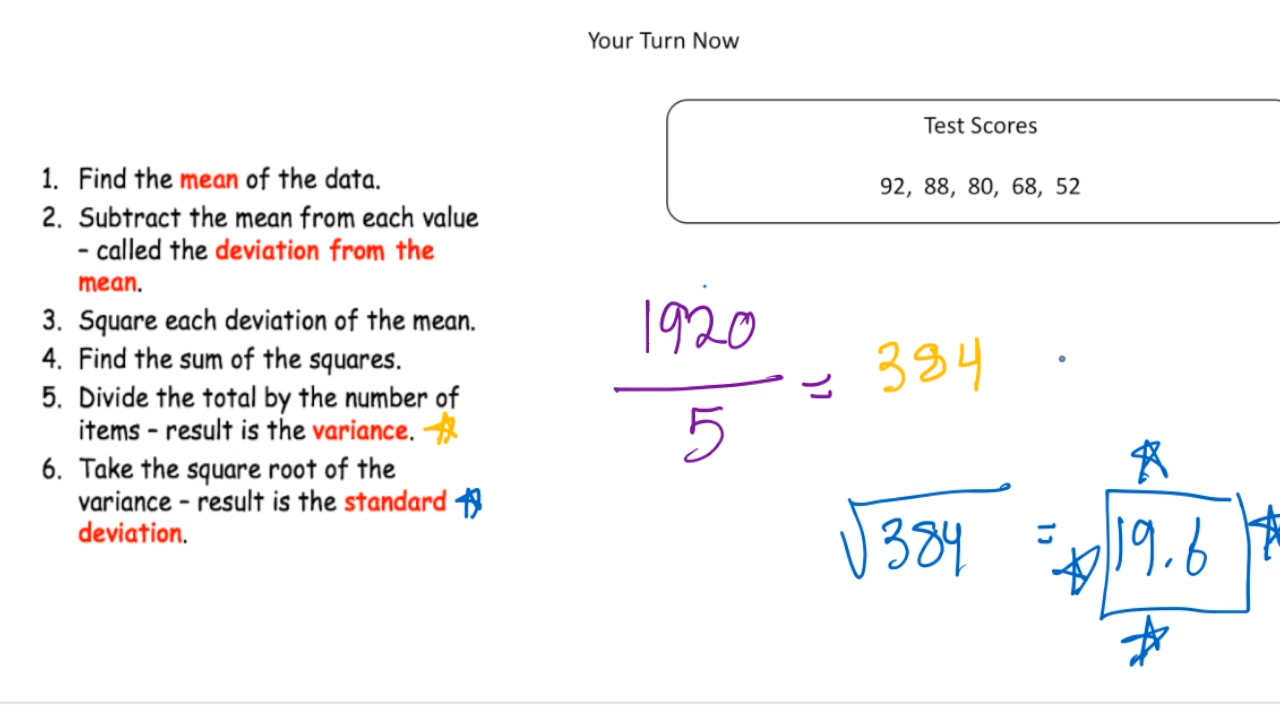 Your Turn Now
Test Scores
92, 88, 80, 68, 52
1. Find the mean of the data.
2. Subtract the mean from each value
– called the deviation from the
mean.
3. Square each deviation of the mean.
4. Find the sum of the squares.
5. Divide the total by the number of
items – result is the variance.
6. Take the square root of the
variance – result is the standard
deviation.
1920
5
= 384
√384 = 19.6